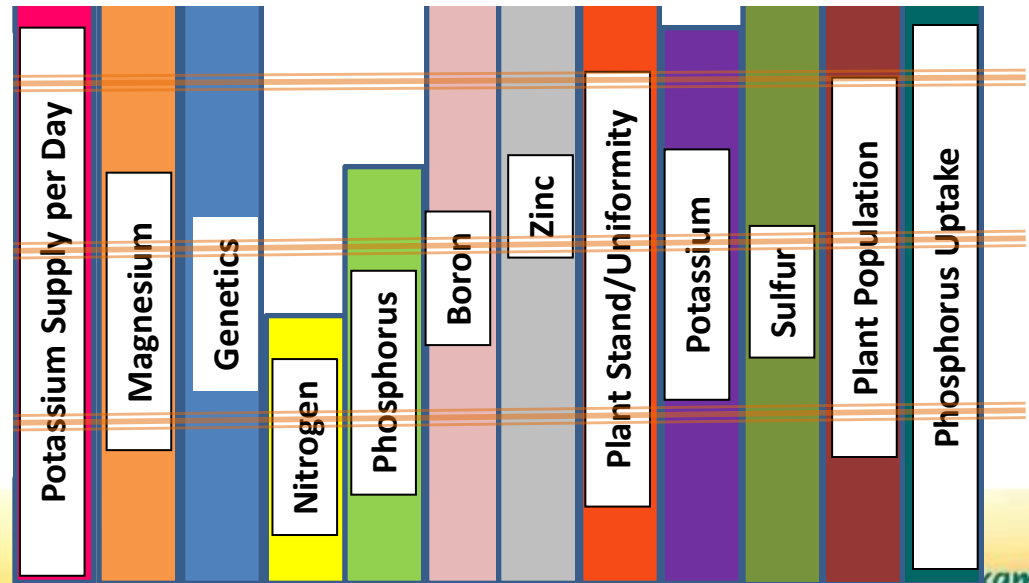 Potassium Supply per Day
Magnesium
Genetics
Nitrogen
Phosphorus
Boron
Zinc
Plant Stand/Uniformity
Potassium
Sulfur
Plant Population
Phosphorus Uptake